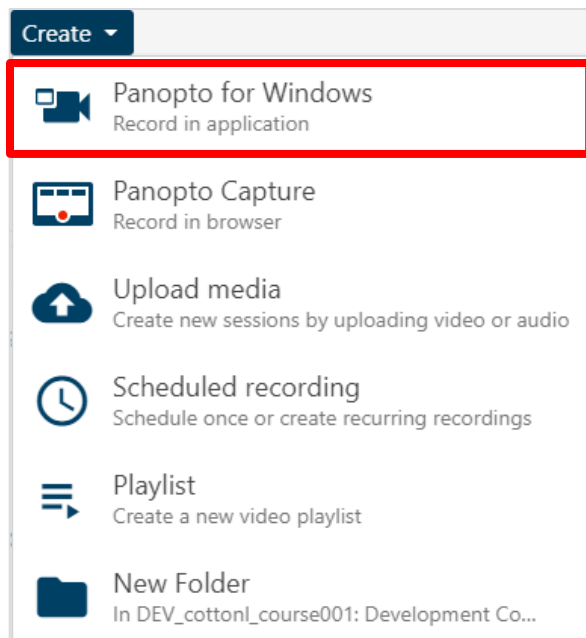 Create
Panopto for Windows
Record in application
Panopto Capture
Record in browser
Upload media
Create new sessions by uploading video or audio
Scheduled recording
Schedule once or create recurring recordings
Playlist
Create a new video playlist
New Folder
In DEV_cottonl_course001: Development Co...